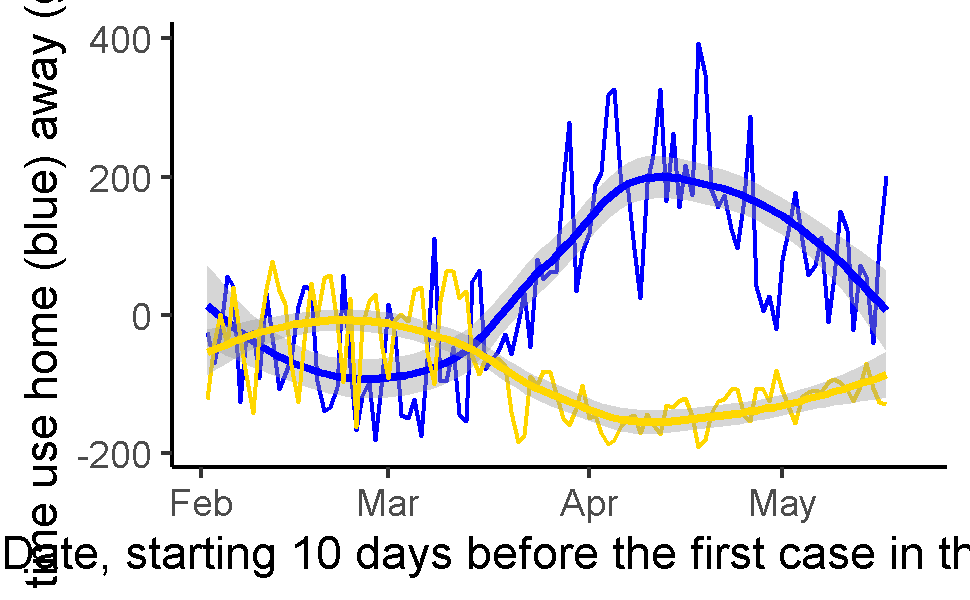 time use home (blue) away (
400
200
0
-200
Feb Mar Apr May
Date, starting 10 days before the first case in th